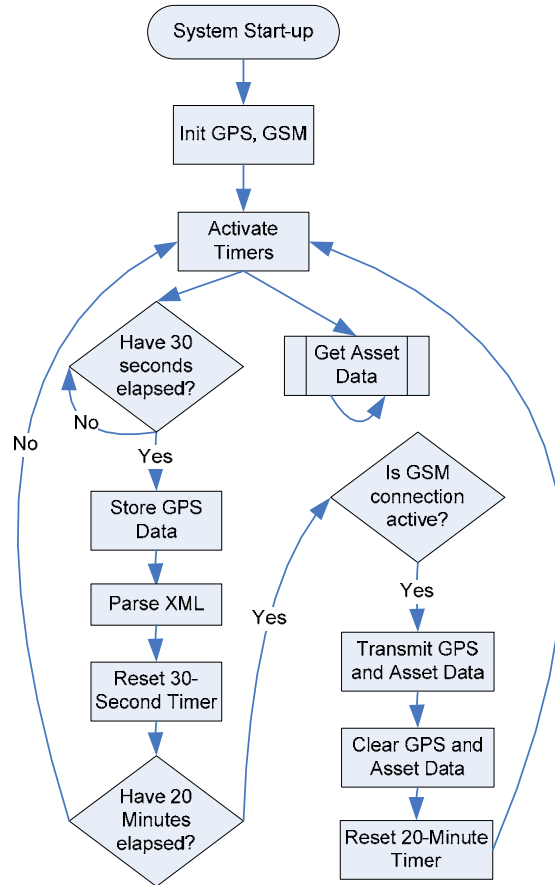 System Start-up
Init GPS, GSM
Activate
Timers
Have 30
seconds
elapsed?
Get Asset
Data
No
No
Yes
Is GSM
connection
active?
Store GPS
Data
Parse XML
Yes
Yes
Reset 30-
Second Timer
Transmit GPS
and Asset Data
Clear GPS and
Asset Data
Have 20
Minutes
elapsed?
Reset 20-Minute
Timer